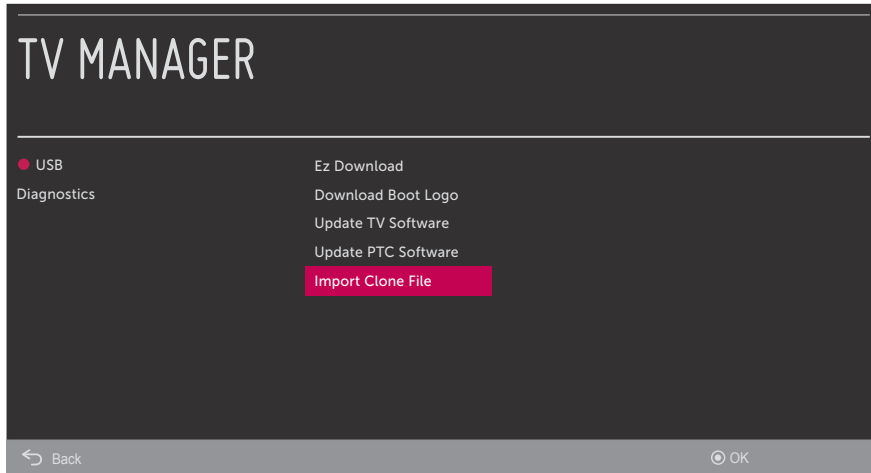 TV MANAGER
USB
Diagnostics
Ez Download
Download Boot Logo
Update TV Software
Update PTC Software
Import Clone File
Back
OK